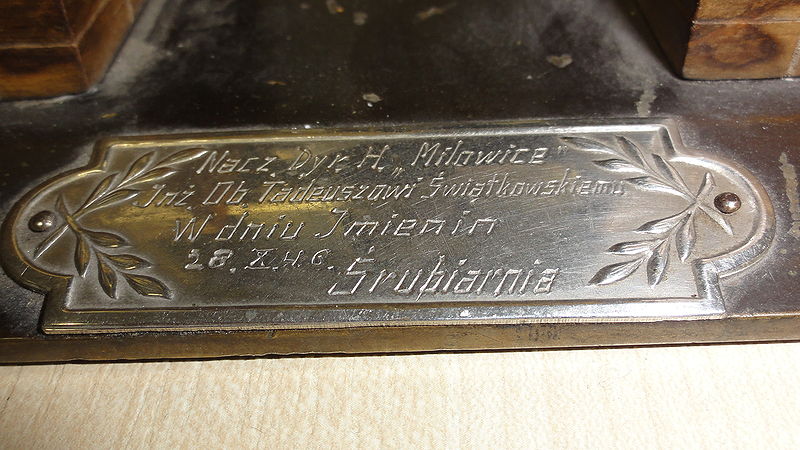 Nacz. Dyr. H. „Milowice”
Inż Ob. Tadeuszowi Świątkowskiemu
W dniu Imienin
28. X. 46.
Śrubiarnia